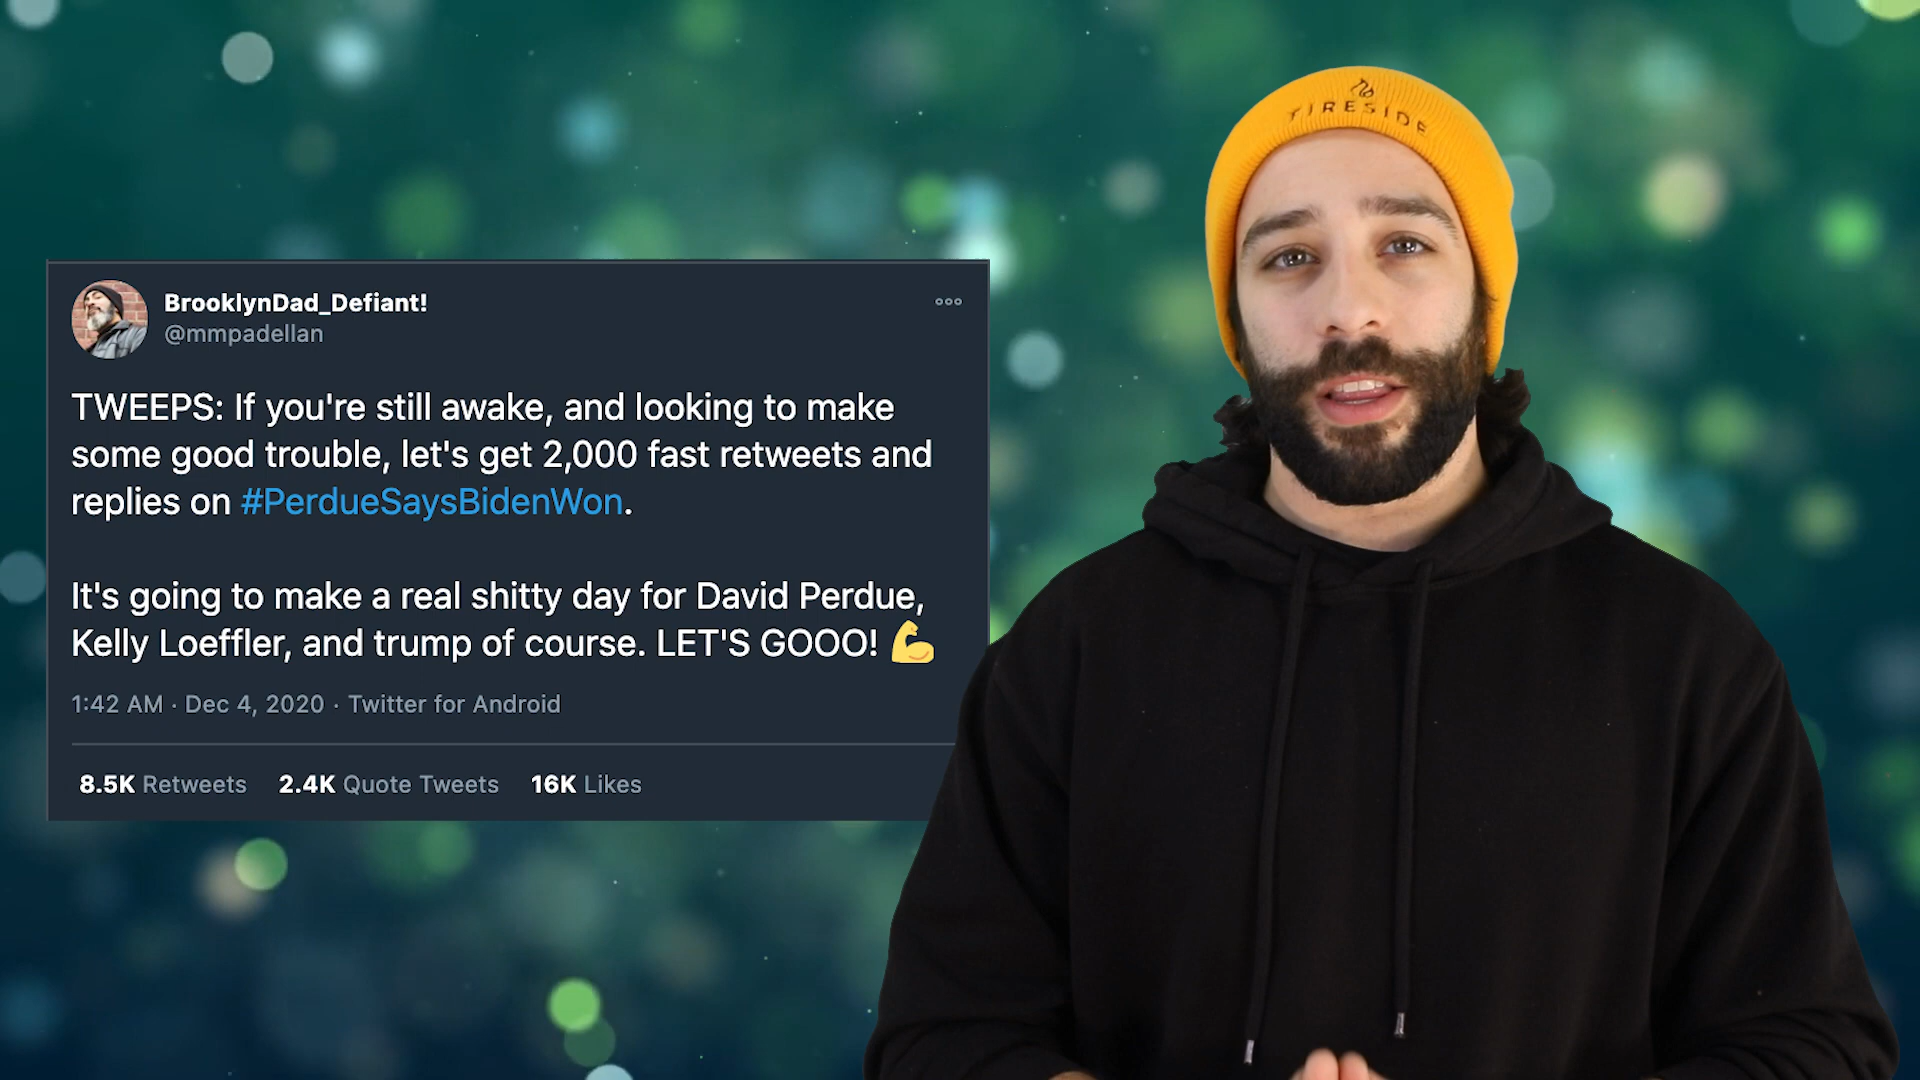 FIRESIDE
BrooklynDad_Defiant!
@mmpadellan
TWEEPS: If you're still awake, and looking to make
some good trouble, let's get 2,000 fast retweets and
replies on #PerdueSaysBidenWon.
It's going to make a real shitty day for David Perdue,
Kelly Loeffler, and trump of course. LET'S GOOO! 💪
1:42 AM · Dec 4, 2020 · Twitter for Android
8.5K Retweets 2.4K Quote Tweets 16K Likes